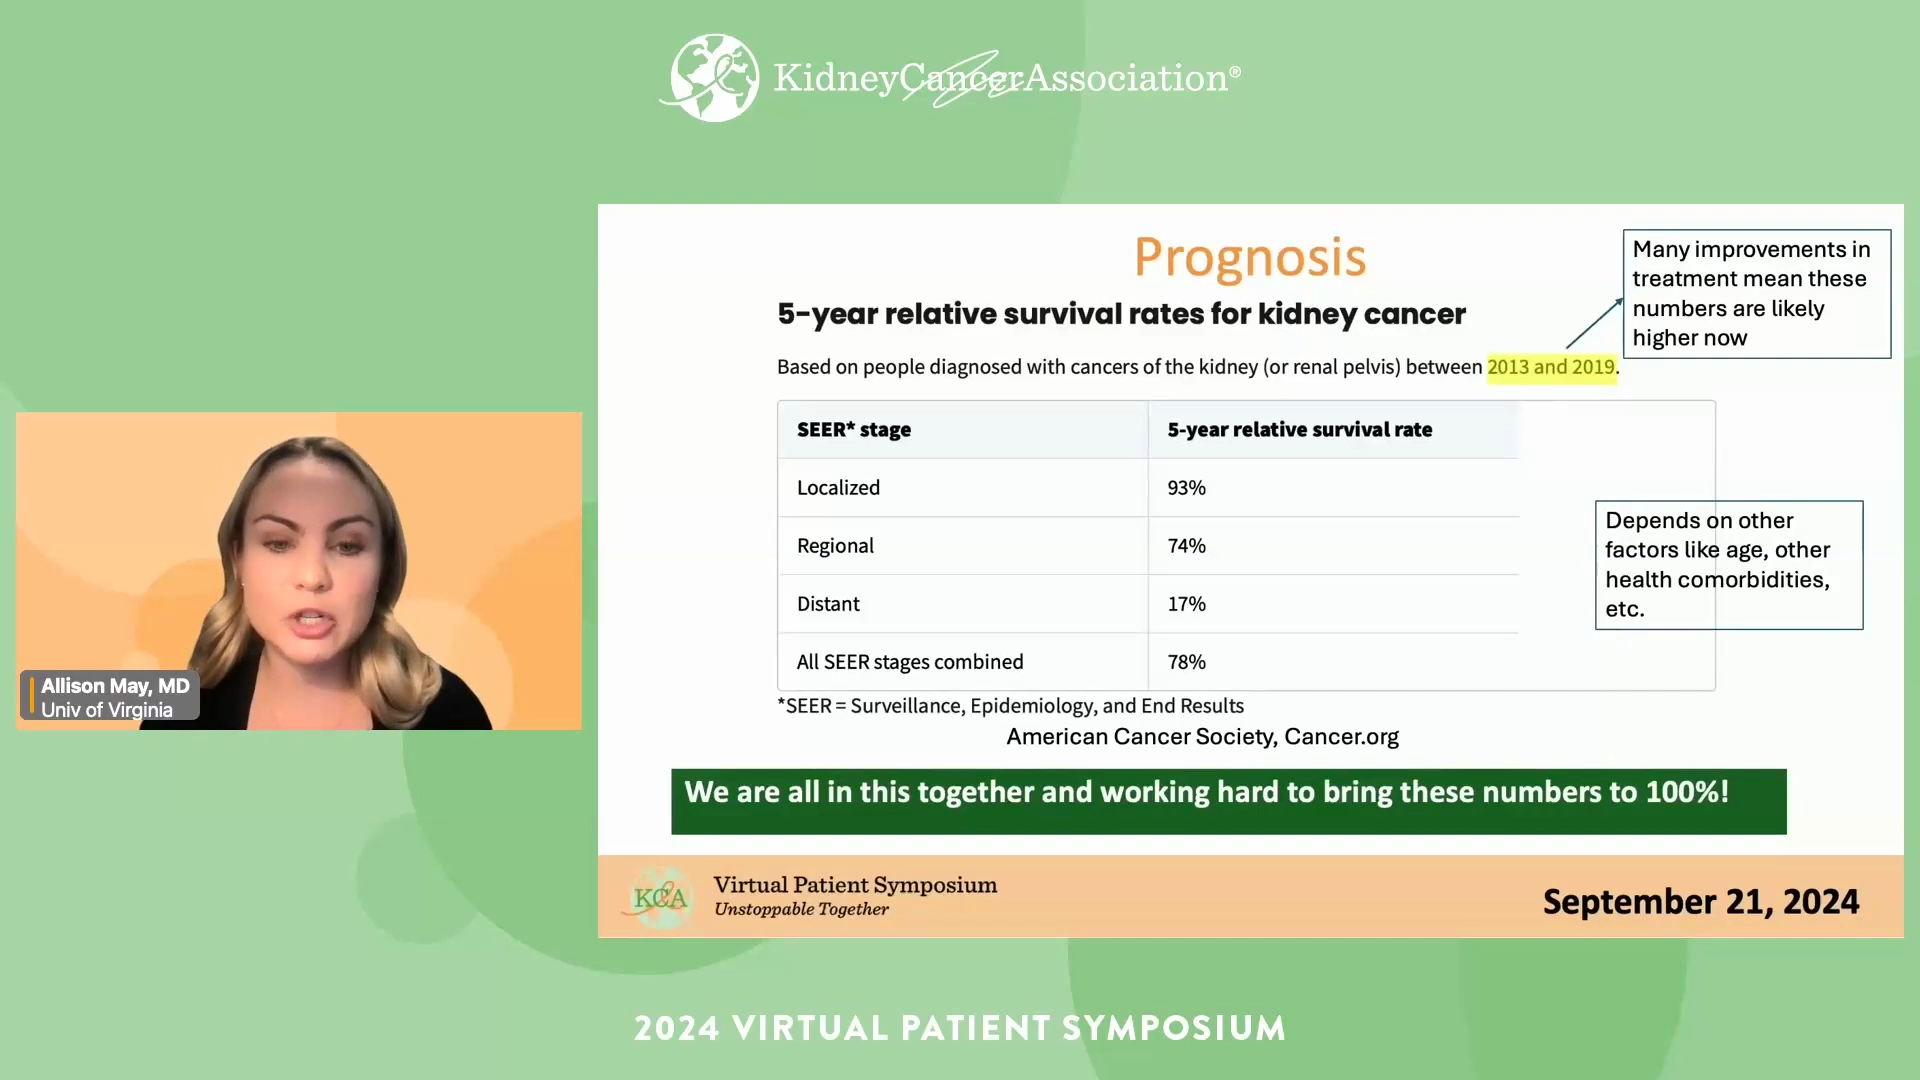 KidneyCancerAssociation®
Prognosis
Many improvements in
treatment mean these
numbers are likely
higher now
5-year relative survival rates for kidney cancer
Based on people diagnosed with cancers of the kidney (or renal pelvis) between 2013 and 2019.
SEER* stage 5-year relative survival rate
Localized 93%
Regional 74%
Distant 17%
All SEER stages combined 78%
Depends on other
factors like age, other
health comorbidities,
etc.
*SEER = Surveillance, Epidemiology, and End Results
American Cancer Society, Cancer.org
We are all in this together and working hard to bring these numbers to 100%!
Allison May, MD
Univ of Virginia
KCA
Virtual Patient Symposium
Unstoppable Together
September 21, 2024
2024 VIRTUAL PATIENT SYMPOSIUM